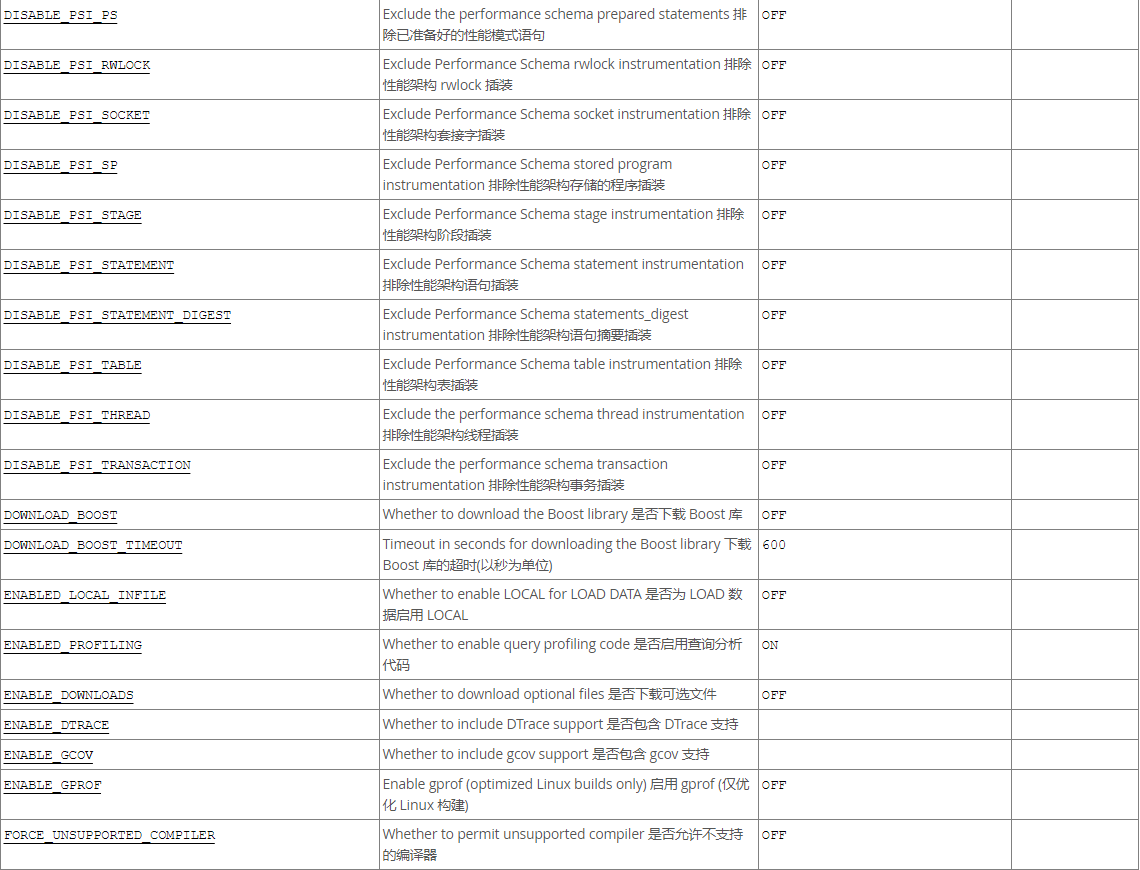 DISABLE_PSI_PS
Exclude the performance schema prepared statements 排
除已准备好的性能模式语句
OFF
DISABLE_PSI_RWLOCK
Exclude Performance Schema rwlock instrumentation 排除
性能架构 rwlock 插装
OFF
DISABLE_PSI_SOCKET
Exclude Performance Schema socket instrumentation 排除
性能架构套接字插装
OFF
DISABLE_PSI_SP
Exclude Performance Schema stored program
instrumentation 排除性能架构存储的程序插装
OFF
DISABLE_PSI_STAGE
Exclude Performance Schema stage instrumentation 排除
性能架构阶段插装
OFF
DISABLE_PSI_STATEMENT
Exclude Performance Schema statement instrumentation
排除性能架构语句插装
OFF
DISABLE_PSI_STATEMENT_DIGEST
Exclude Performance Schema statements_digest
instrumentation 排除性能架构语句摘要插装
OFF
DISABLE_PSI_TABLE
Exclude Performance Schema table instrumentation 排除
性能架构表插装
OFF
DISABLE_PSI_THREAD
Exclude the performance schema thread instrumentation
排除性能架构线程插装
OFF
DISABLE_PSI_TRANSACTION
Exclude the performance schema transaction
instrumentation 排除性能架构事务插装
OFF
DOWNLOAD_BOOST
Whether to download the Boost library 是否下载 Boost 库
OFF
DOWNLOAD_BOOST_TIMEOUT
Timeout in seconds for downloading the Boost library 下载
Boost 库的超时(以秒为单位)
600
ENABLED_LOCAL_INFILE
Whether to enable LOCAL for LOAD DATA 是否为 LOAD 数
据启用 LOCAL
OFF
ENABLED_PROFILING
Whether to enable query profiling code 是否启用查询分析
代码
ON
ENABLE_DOWNLOADS
Whether to download optional files 是否下载可选文件
OFF
ENABLE_DTRACE
Whether to include DTrace support 是否包含 DTrace 支持
ENABLE_GCOV
Whether to include gcov support 是否包含 gcov 支持
ENABLE_GPROF
Enable gprof (optimized Linux builds only) 启用 gprof (仅优
化 Linux 构建)
OFF
FORCE_UNSUPPORTED_COMPILER
Whether to permit unsupported compiler 是否允许不支持
的编译器
OFF